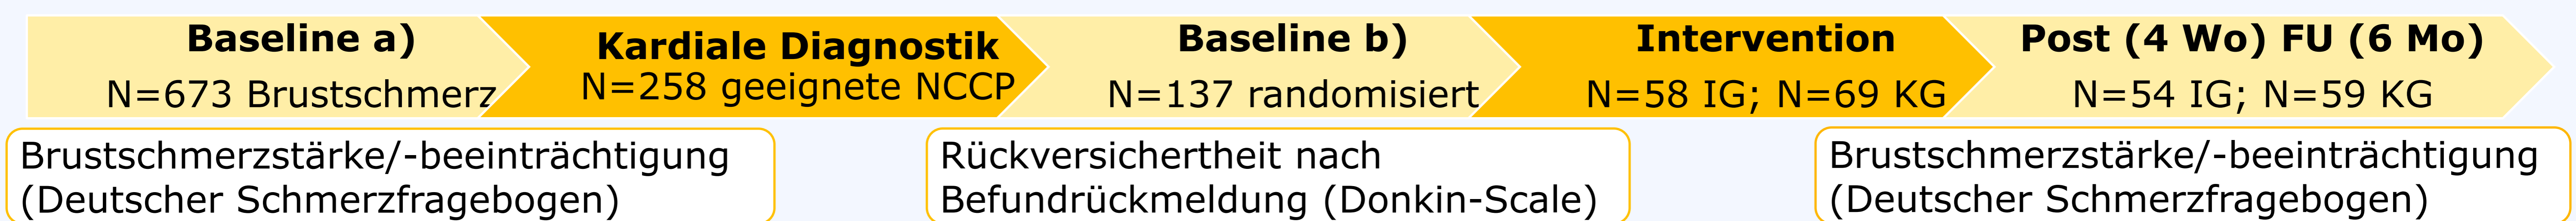 Baseline a)
N=673 Brustschmerz
Kardiale Diagnostik
N=258 geeignete NCCP
Baseline b)
N=137 randomisiert
Intervention
N=58 IG; N=69 KG
Post (4 Wo) FU (6 Mo)
N=54 IG; N=59 KG
Brustschmerzstärke/-beeinträchtigung
(Deutscher Schmerzfragebogen)
Rückversichertheit nach
Befundrückmeldung (Donkin-Scale)
Brustschmerzstärke/-beeinträchtigung
(Deutscher Schmerzfragebogen)